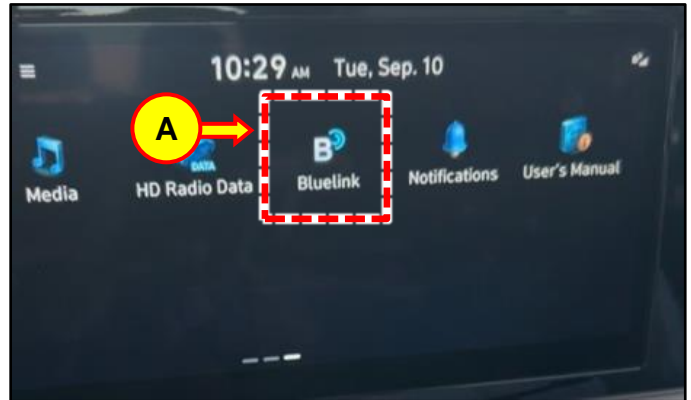 10:29 AM Tue, Sep. 10
A
B
DATA
Media
HD Radio Data
Bluelink
Notifications
User's Manual